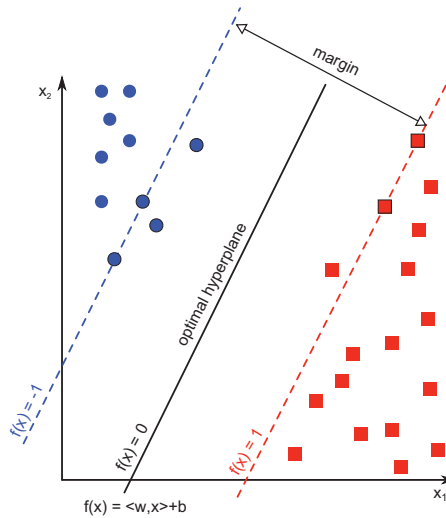 margin
x2
optimal hyperplane
f(x) = -1
f(x) = 0
f(x) = 1
x1
f(x) = <w,x>+b